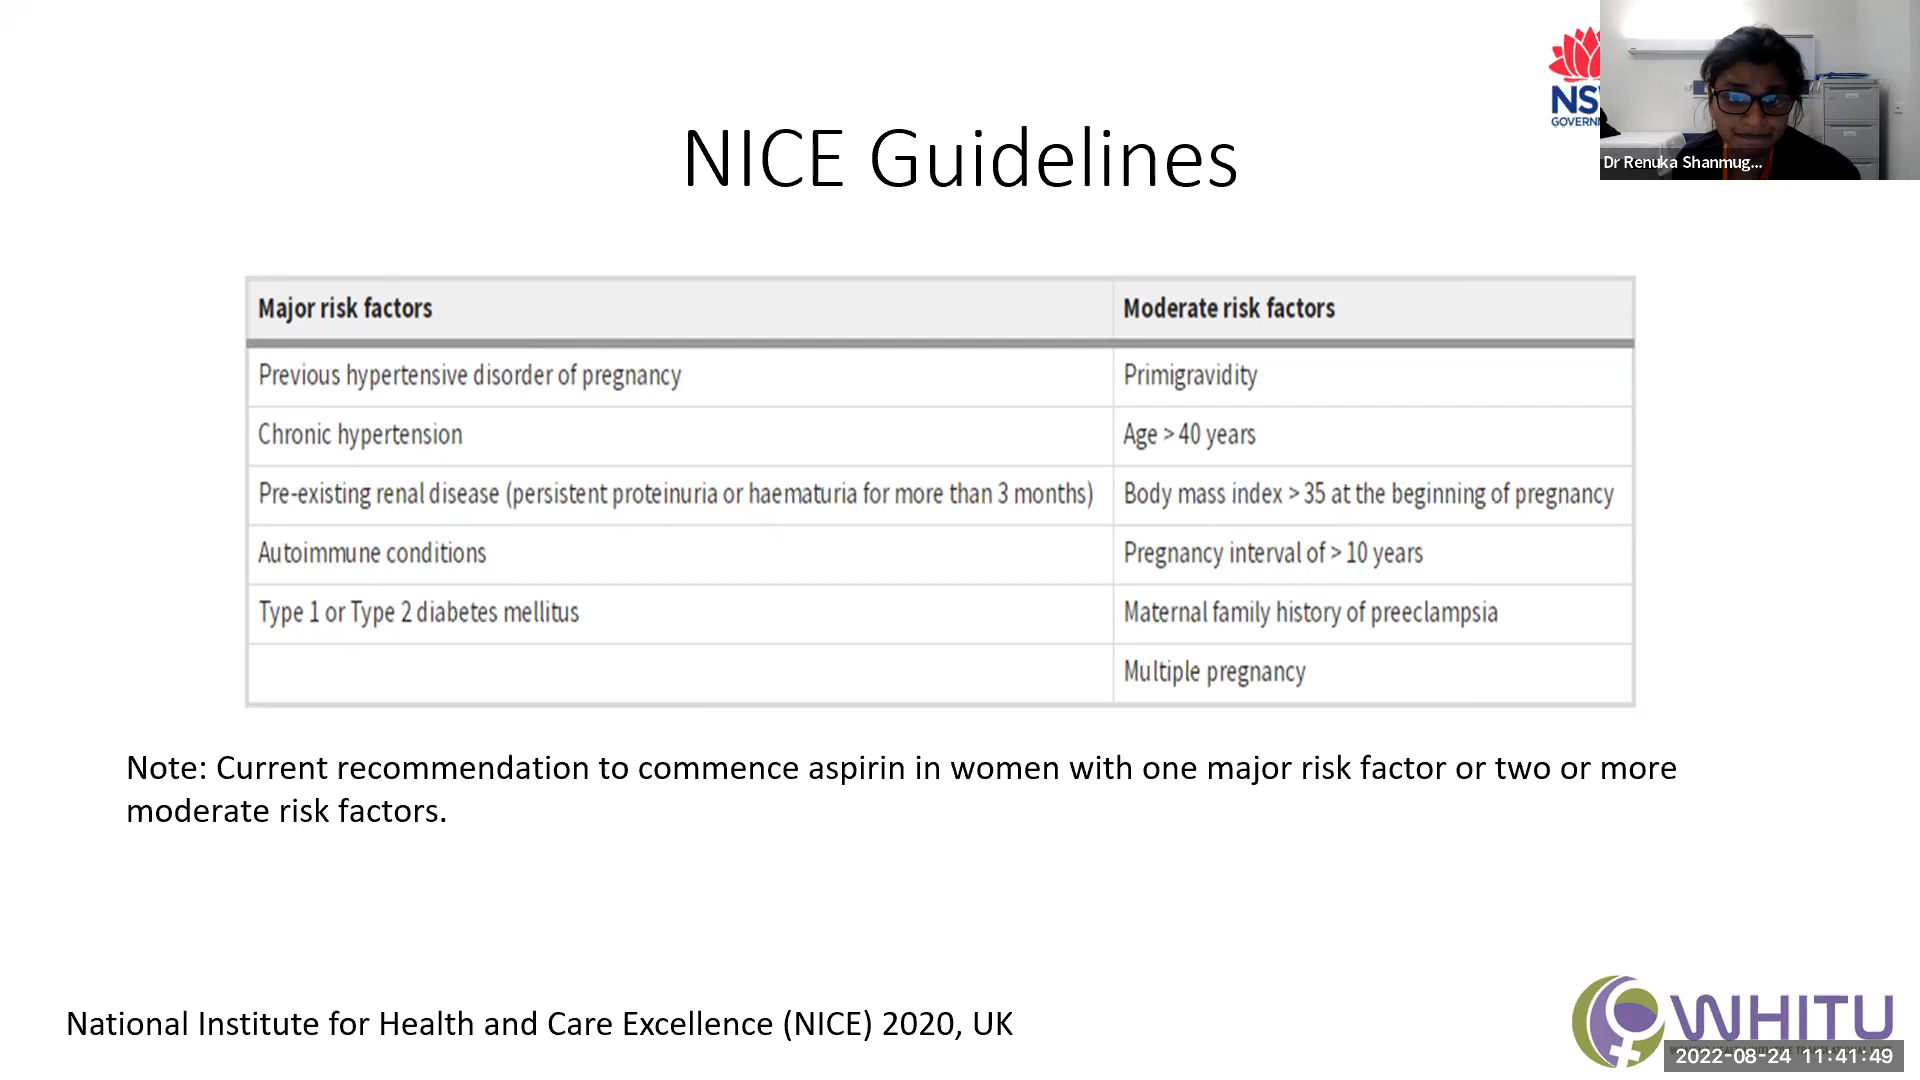 NICE Guidelines
NS
GOVERN
Dr Renuka Shanmug...
Major risk factors
Moderate risk factors
Previous hypertensive disorder of pregnancy
Primigravidity
Chronic hypertension
Age > 40 years
Pre-existing renal disease (persistent proteinuria or haematuria for more than 3 months)
Body mass index > 35 at the beginning of pregnancy
Autoimmune conditions
Pregnancy interval of > 10 years
Type 1 or Type 2 diabetes mellitus
Maternal family history of preeclampsia
Multiple pregnancy
Note: Current recommendation to commence aspirin in women with one major risk factor or two or more
moderate risk factors.
National Institute for Health and Care Excellence (NICE) 2020, UK
WHITU
2022-08-24 11:41:49